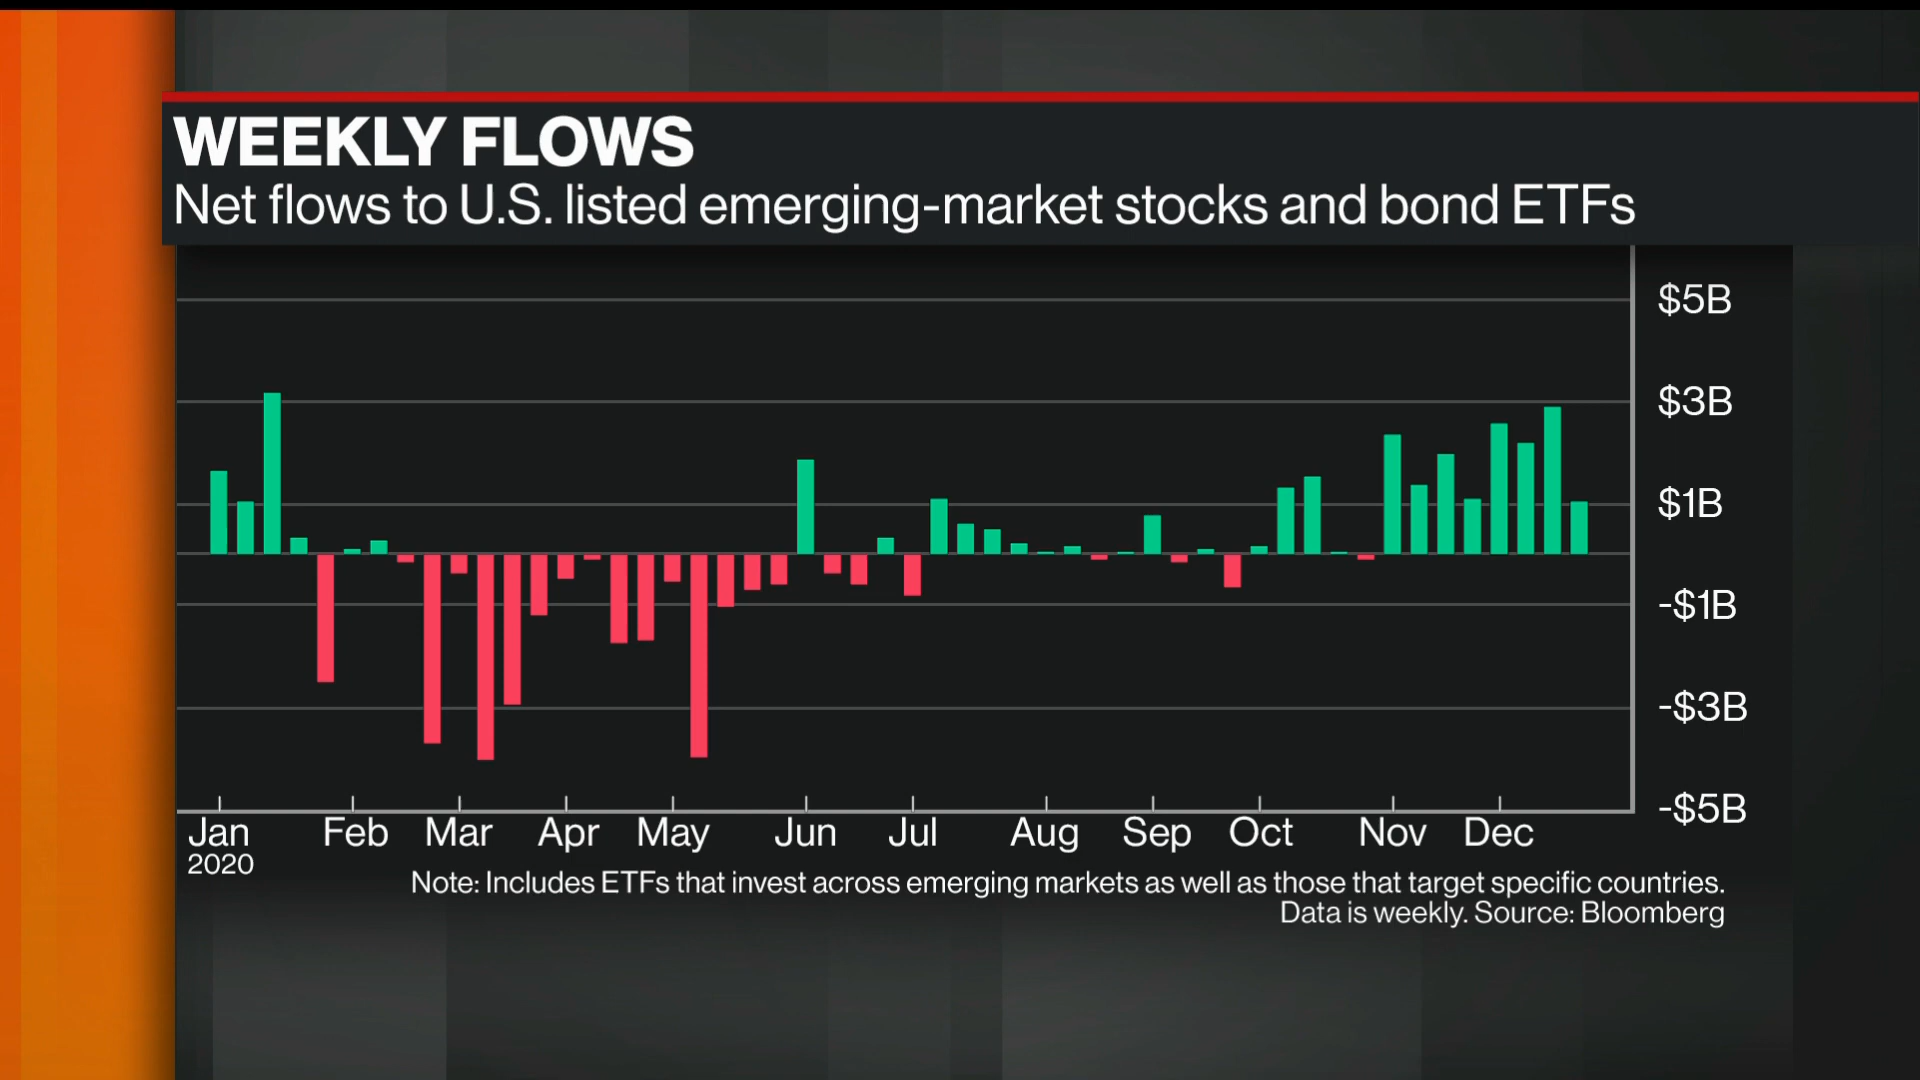 WEEKLY FLOWS
Net flows to U.S. listed emerging-market stocks and bond ETFs
$5B
$3B
$1B
-$1B
-$3B
-$5B
Jan Feb Mar Apr May Jun Jul Aug Sep Oct Nov Dec
2020
Note: Includes ETFs that invest across emerging markets as well as those that target specific countries.
Data is weekly. Source: Bloomberg